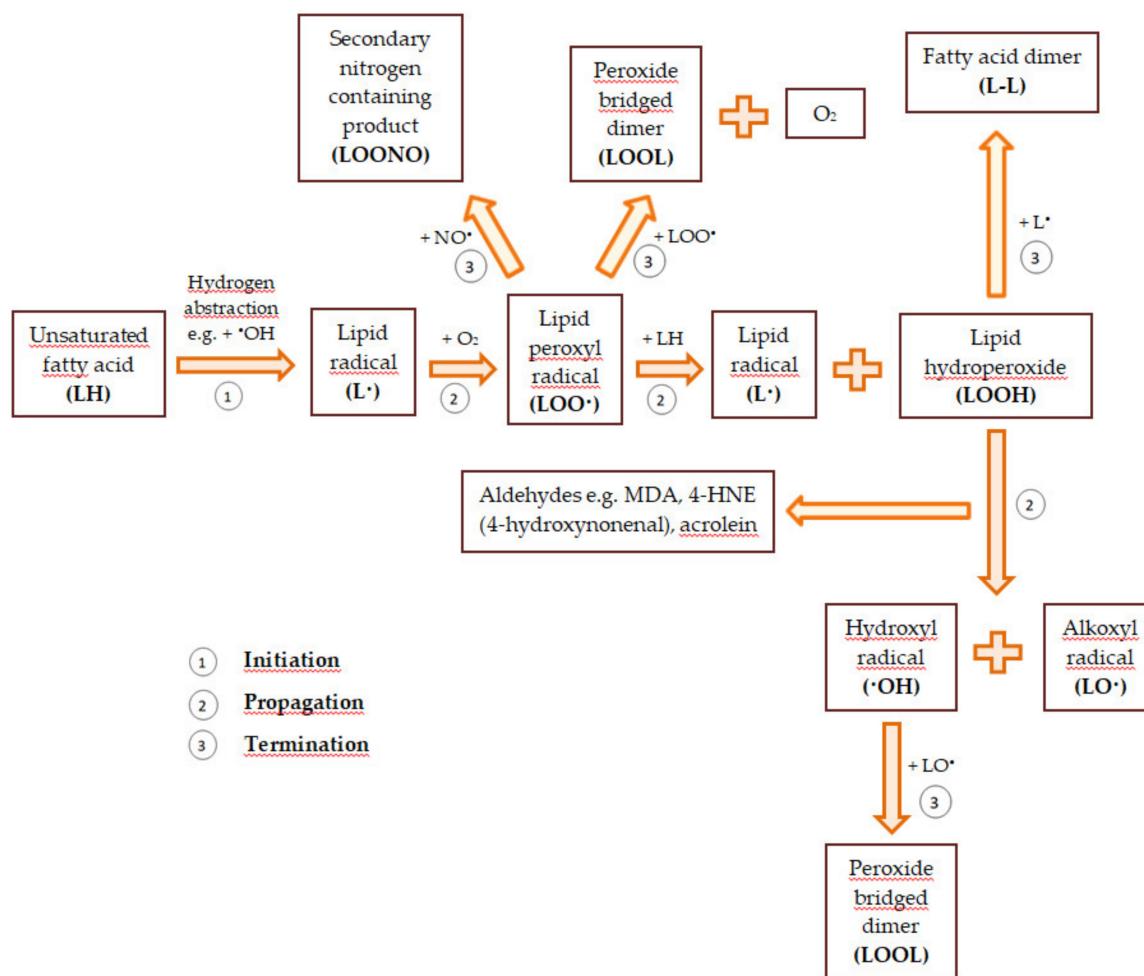 Secondary
nitrogen
containing
product
(LOONO)
Peroxide
bridged
dimer
(LOOL)
O₂
Fatty acid dimer
(L-L)
+ NO•
3
+ LOO•
3
+ L•
3
Hydrogen
abstraction
e.g. + •OH
1
Unsaturated
fatty acid
(LH)
Lipid
radical
(L·)
+ O₂
2
Lipid
peroxyl
radical
(LOO·)
+ LH
2
Lipid
radical
(L·)
Lipid
hydroperoxide
(LOOH)
2
Aldehydes e.g. MDA, 4-HNE
(4-hydroxynonenal), acrolein
Hydroxyl
radical
(·OH)
Alkoxyl
radical
(LO·)
1 Initiation
2 Propagation
3 Termination
+ LO•
3
Peroxide
bridged
dimer
(LOOL)